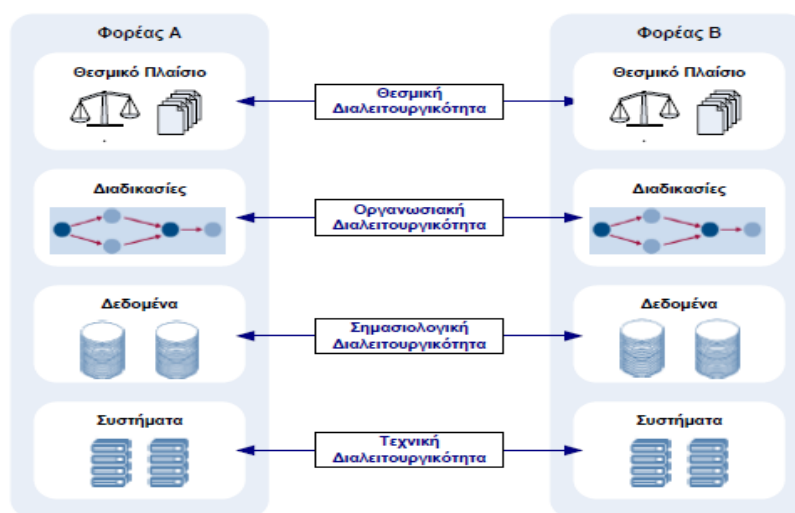 Φορέας Α
Φορέας Β
Θεσμικό Πλαίσιο
Θεσμική
Διαλειτουργικότητα
Θεσμικό Πλαίσιο
Διαδικασίες
Οργανωσιακή
Διαλειτουργικότητα
Διαδικασίες
Δεδομένα
Σημασιολογική
Διαλειτουργικότητα
Δεδομένα
Συστήματα
Τεχνική
Διαλειτουργικότητα
Συστήματα